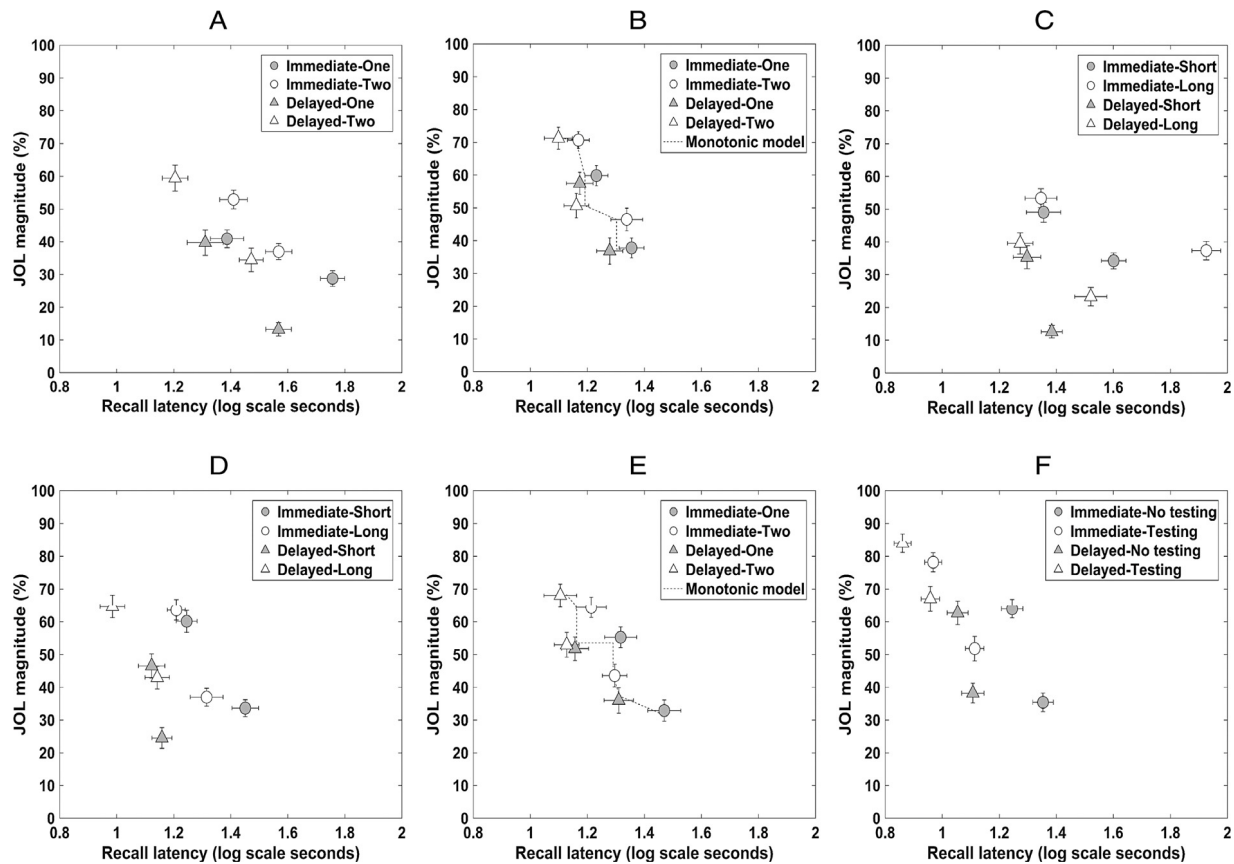 A
B
C
JOL magnitude (%)
100
90
80
70
60
50
40
30
20
10
0
Immediate-One
Immediate-Two
Delayed-One
Delayed-Two
0.8 1 1.2 1.4 1.6 1.8 2
Recall latency (log scale seconds)
JOL magnitude (%)
100
90
80
70
60
50
40
30
20
10
0
Immediate-One
Immediate-Two
Delayed-One
Delayed-Two
Monotonic model
0.8 1 1.2 1.4 1.6 1.8 2
Recall latency (log scale seconds)
JOL magnitude (%)
100
90
80
70
60
50
40
30
20
10
0
Immediate-Short
Immediate-Long
Delayed-Short
Delayed-Long
0.8 1 1.2 1.4 1.6 1.8 2
Recall latency (log scale seconds)
D
E
F
JOL magnitude (%)
100
90
80
70
60
50
40
30
20
10
0
Immediate-Short
Immediate-Long
Delayed-Short
Delayed-Long
0.8 1 1.2 1.4 1.6 1.8 2
Recall latency (log scale seconds)
JOL magnitude (%)
100
90
80
70
60
50
40
30
20
10
0
Immediate-One
Immediate-Two
Delayed-One
Delayed-Two
Monotonic model
0.8 1 1.2 1.4 1.6 1.8 2
Recall latency (log scale seconds)
JOL magnitude (%)
100
90
80
70
60
50
40
30
20
10
0
Immediate-No testing
Immediate-Testing
Delayed-No testing
Delayed-Testing
0.8 1 1.2 1.4 1.6 1.8 2
Recall latency (log scale seconds)